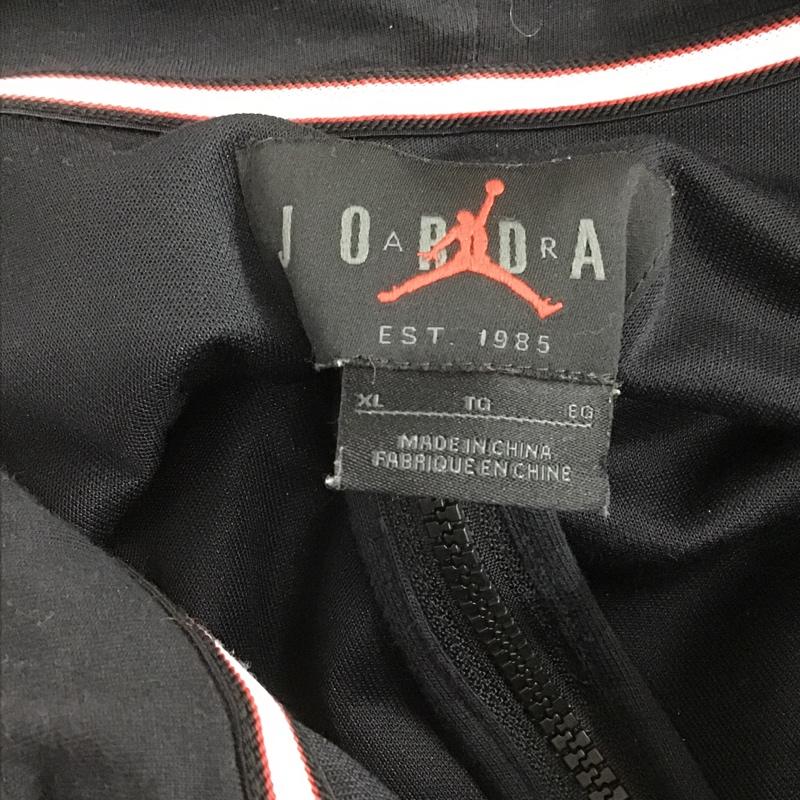 J O A R D R A
EST. 1985
XL TG EG
MADE IN CHINA
FABRIQUE EN CHINE